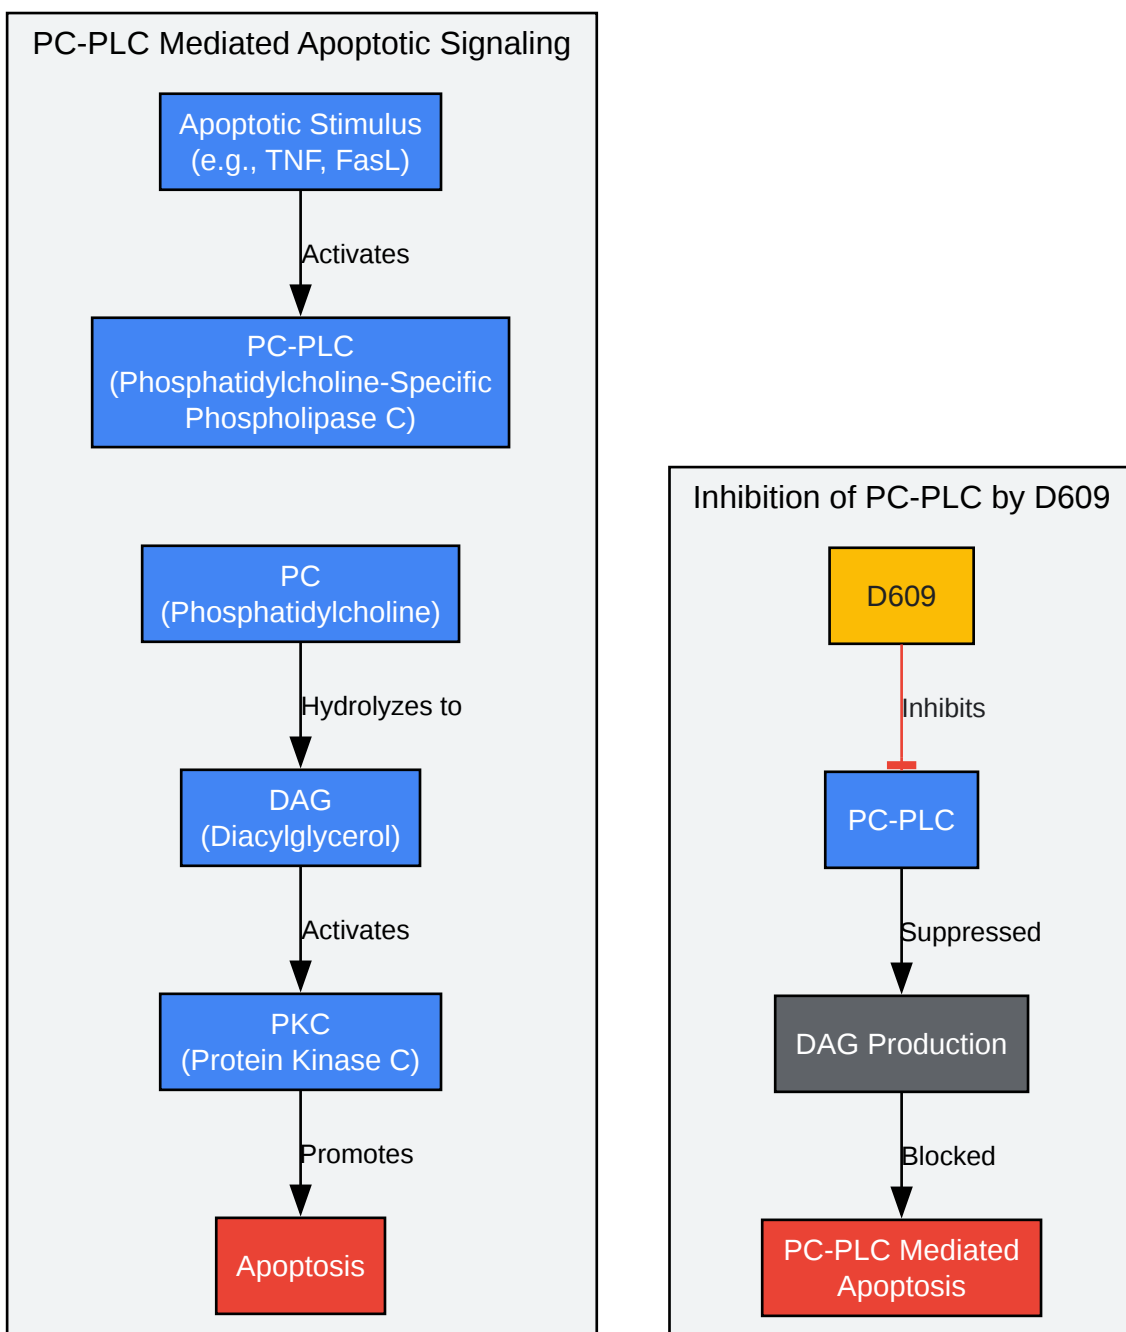 PC-PLC Mediated Apoptotic Signaling
Apoptotic Stimulus
(e.g., TNF, FasL)
Activates
PC-PLC
(Phosphatidylcholine-Specific
Phospholipase C)
PC
(Phosphatidylcholine)
Hydrolyzes to
DAG
(Diacylglycerol)
Activates
PKC
(Protein Kinase C)
Promotes
Apoptosis
Inhibition of PC-PLC by D609
D609
Inhibits
PC-PLC
Suppressed
DAG Production
Blocked
PC-PLC Mediated
Apoptosis